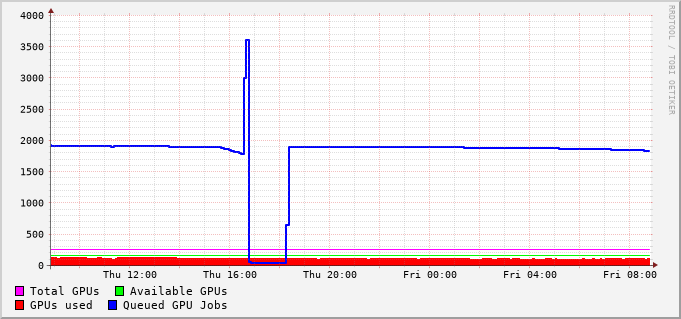 4000
3500
3000
2500
2000
1500
1000
500
0
Thu 12:00 Thu 16:00 Thu 20:00 Fri 00:00 Fri 04:00 Fri 08:00
Total GPUs Available GPUs
GPUs used Queued GPU Jobs
RRDTOOL / TOBI OETIKER